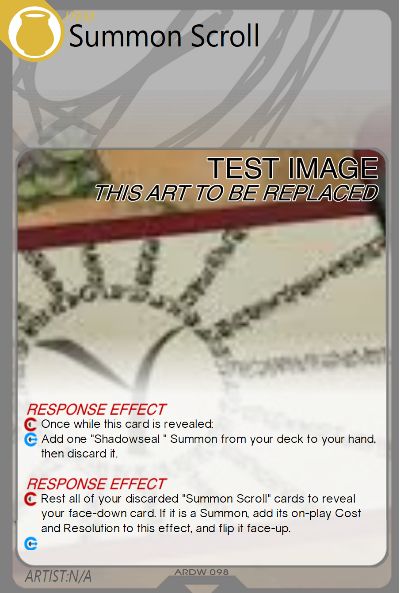 Summon Scroll
TEST IMAGE
THIS ART TO BE REPLACED
RESPONSE EFFECT
C Once while this card is revealed:
C Add one "Shadowseal " Summon from your deck to your hand,
then discard it.
RESPONSE EFFECT
C Rest all of your discarded "Summon Scroll" cards to reveal
your face-down card. If it is a Summon, add its on-play Cost
and Resolution to this effect, and flip it face-up.
C
ARTIST:N/A
ARDW 098